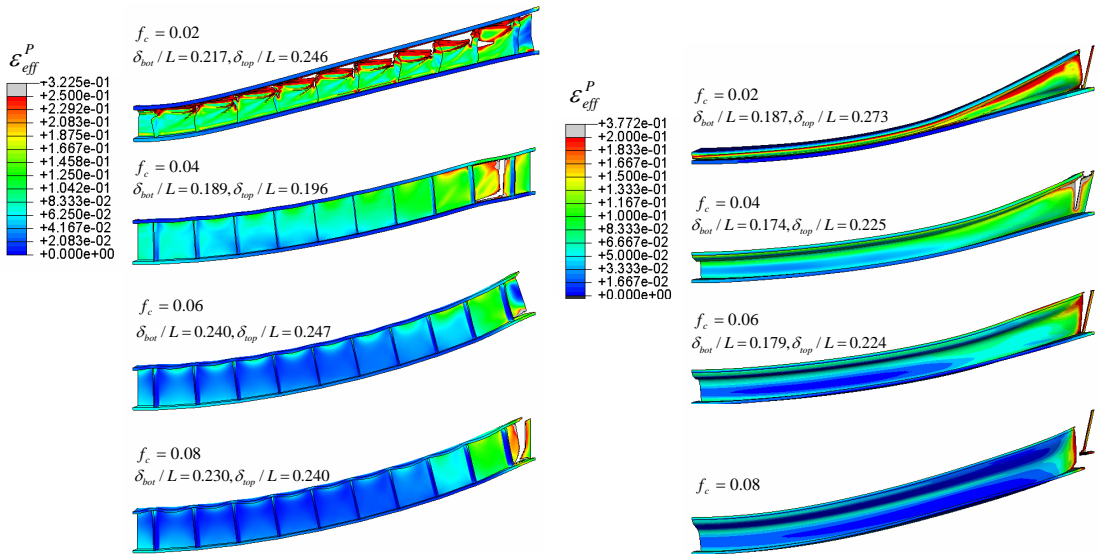 f_c = 0.02
δ_bot / L = 0.217, δ_top / L = 0.246
ε^P_eff
+3.225e-01
+2.500e-01
+2.292e-01
+2.083e-01
+1.875e-01
+1.667e-01
+1.458e-01
+1.250e-01
+1.042e-01
+8.333e-02
+6.250e-02
+4.167e-02
+2.083e-02
+0.000e+00
f_c = 0.04
δ_bot / L = 0.189, δ_top / L = 0.196
f_c = 0.06
δ_bot / L = 0.240, δ_top / L = 0.247
f_c = 0.08
δ_bot / L = 0.230, δ_top / L = 0.240
ε^P_eff
+3.772e-01
+2.000e-01
+1.833e-01
+1.667e-01
+1.500e-01
+1.333e-01
+1.167e-01
+1.000e-01
+8.333e-02
+6.667e-02
+5.000e-02
+3.333e-02
+1.667e-02
+0.000e+00
f_c = 0.02
δ_bot / L = 0.187, δ_top / L = 0.273
f_c = 0.04
δ_bot / L = 0.174, δ_top / L = 0.225
f_c = 0.06
δ_bot / L = 0.179, δ_top / L = 0.224
f_c = 0.08